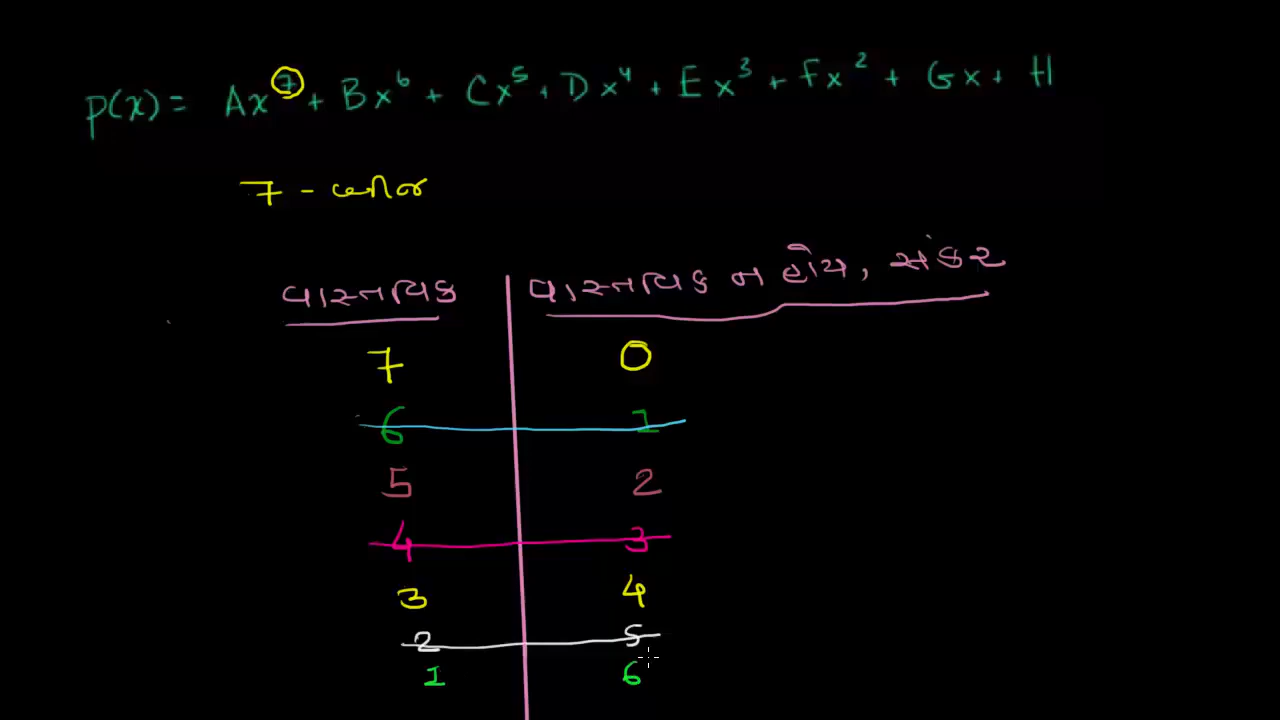 p(x) = Ax⁷ + Bx⁶ + Cx⁵ + Dx⁴ + Ex³ + Fx² + Gx + H
7 - બીજ
વાસ્તવિક વાસ્તવિક ન હોય, સંકર
7 0
6 1
5 2
4 3
3 4
2 5
1 6